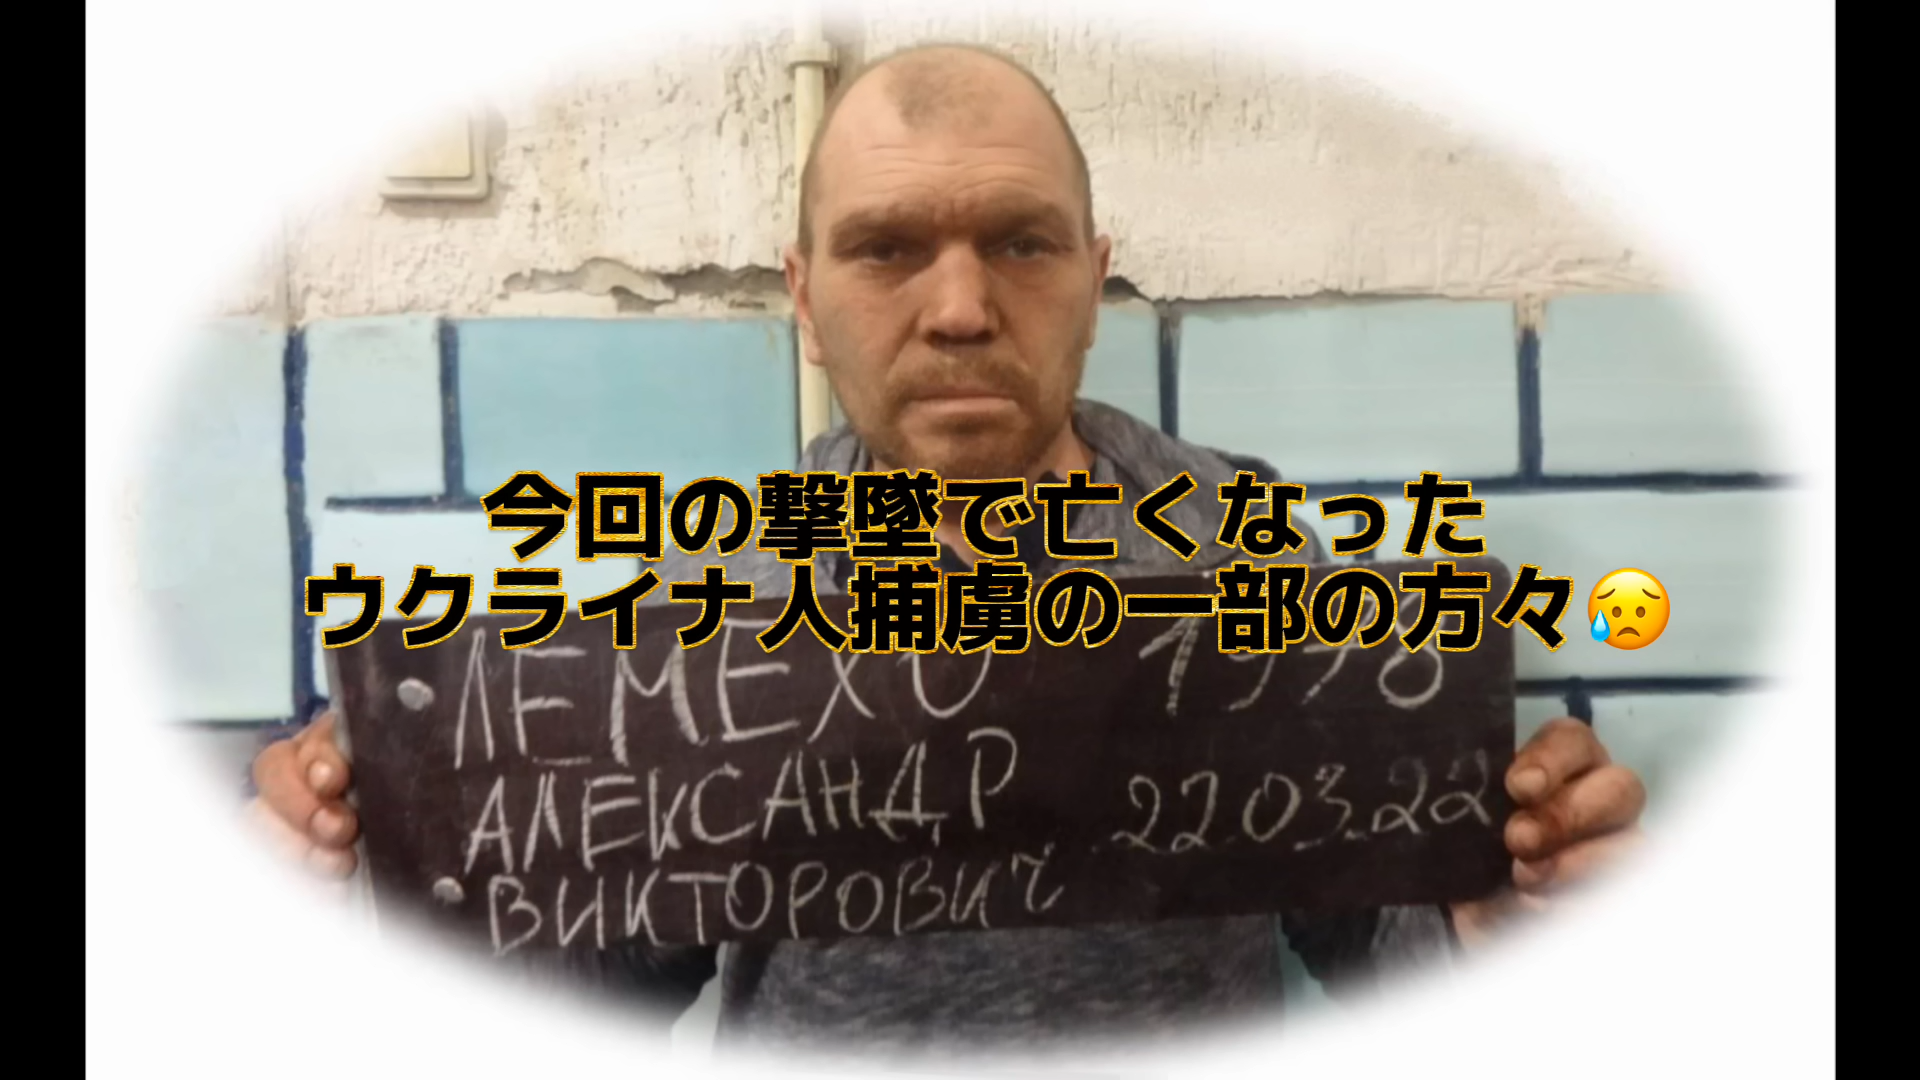 今回の撃墜で亡くなった
ウクライナ人捕虜の一部の方々😥
ЛЕМЕХО 1978
АЛЕКСАНДР 22.03.22
ВИКТОРОВИЧ